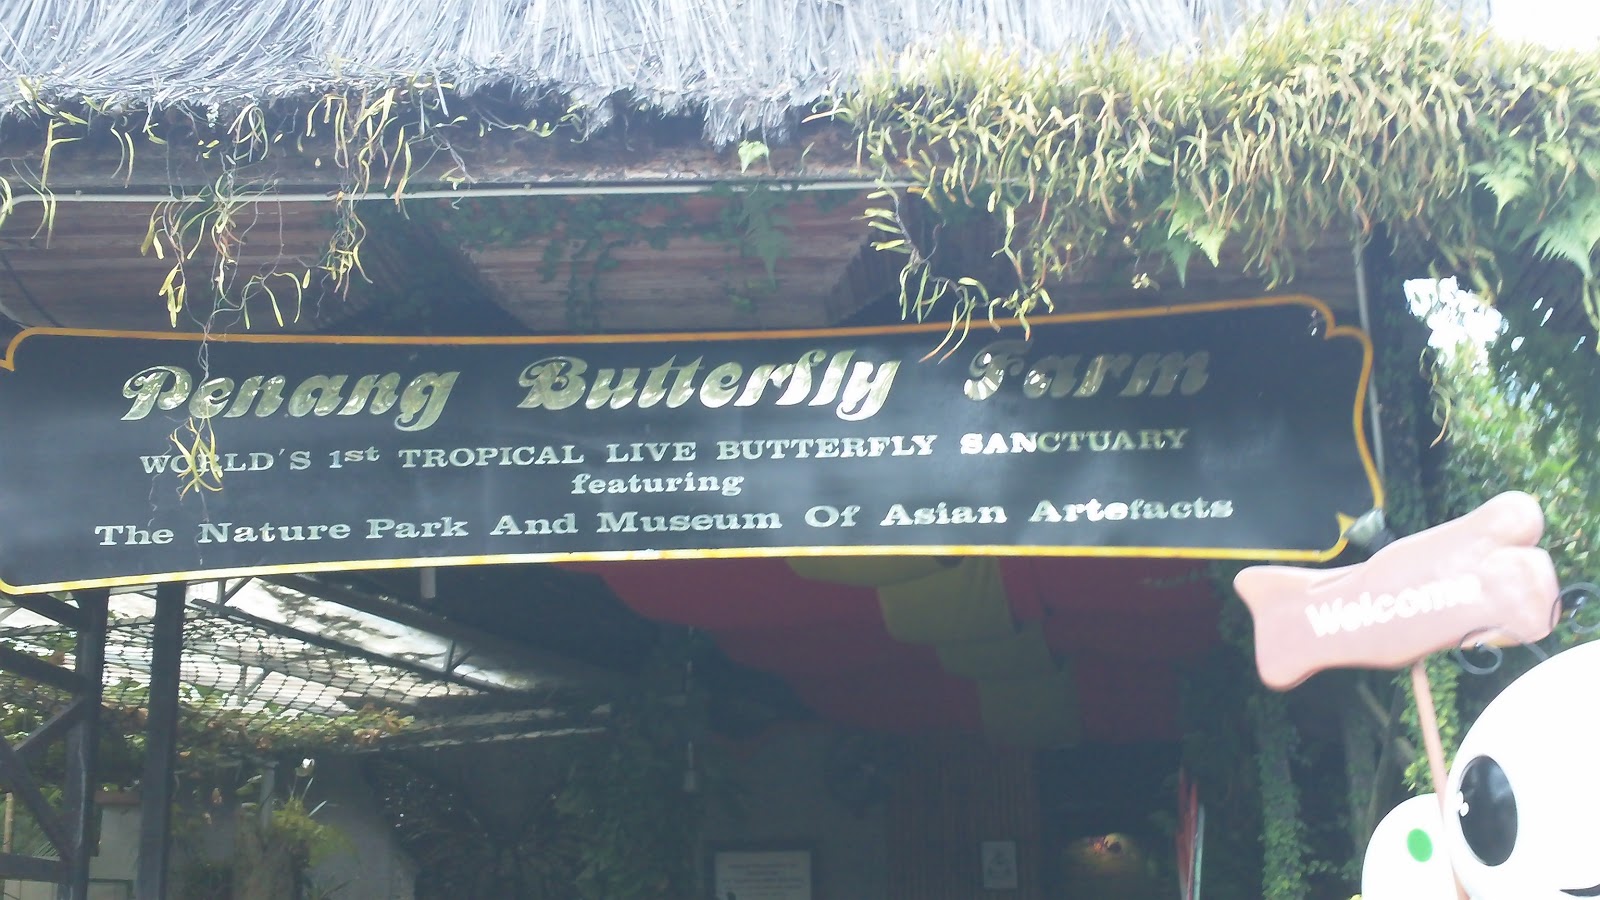 Penang Butterfly Farm
WORLD'S 1st TROPICAL LIVE BUTTERFLY SANCTUARY
featuring
The Nature Park And Museum Of Asian Artefacts
Welcome